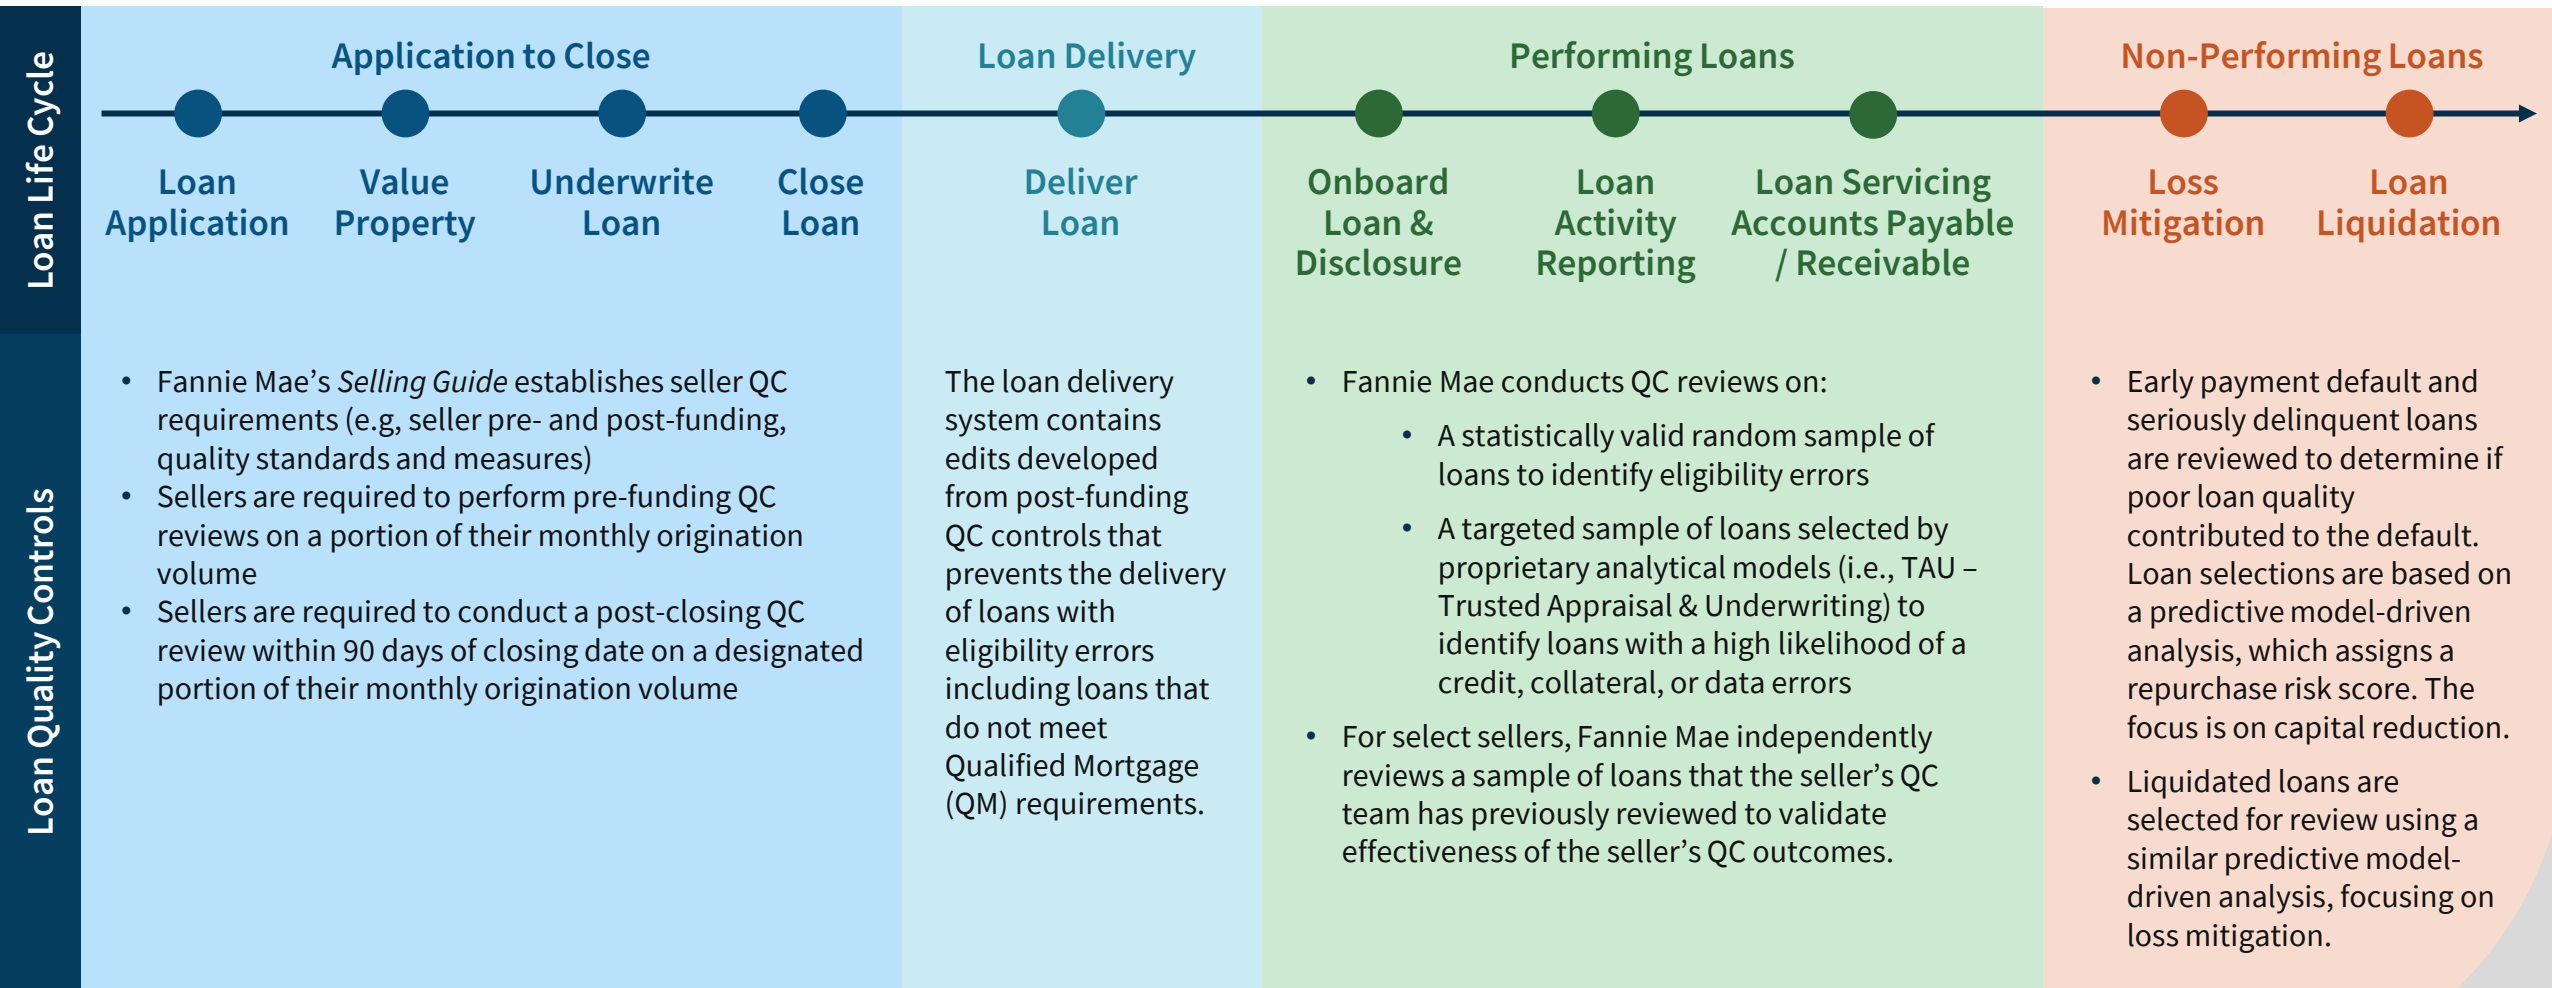 Loan Life Cycle
Application to Close
Loan
Application
Value
Property
Underwrite
Loan
Close
Loan
Loan Delivery
Deliver
Loan
Performing Loans
Onboard
Loan &
Disclosure
Loan
Activity
Reporting
Loan Servicing
Accounts Payable
/ Receivable
Non-Performing Loans
Loss
Mitigation
Loan
Liquidation
Loan Quality Controls
• Fannie Mae’s Selling Guide establishes seller QC
requirements (e.g, seller pre- and post-funding,
quality standards and measures)
• Sellers are required to perform pre-funding QC
reviews on a portion of their monthly origination
volume
• Sellers are required to conduct a post-closing QC
review within 90 days of closing date on a designated
portion of their monthly origination volume
The loan delivery
system contains
edits developed
from post-funding
QC controls that
prevents the delivery
of loans with
eligibility errors
including loans that
do not meet
Qualified Mortgage
(QM) requirements.
• Fannie Mae conducts QC reviews on:
• A statistically valid random sample of
loans to identify eligibility errors
• A targeted sample of loans selected by
proprietary analytical models (i.e., TAU –
Trusted Appraisal & Underwriting) to
identify loans with a high likelihood of a
credit, collateral, or data errors
• For select sellers, Fannie Mae independently
reviews a sample of loans that the seller’s QC
team has previously reviewed to validate
effectiveness of the seller’s QC outcomes.
• Early payment default and
seriously delinquent loans
are reviewed to determine if
poor loan quality
contributed to the default.
Loan selections are based on
a predictive model-driven
analysis, which assigns a
repurchase risk score. The
focus is on capital reduction.
• Liquidated loans are
selected for review using a
similar predictive model-
driven analysis, focusing on
loss mitigation.